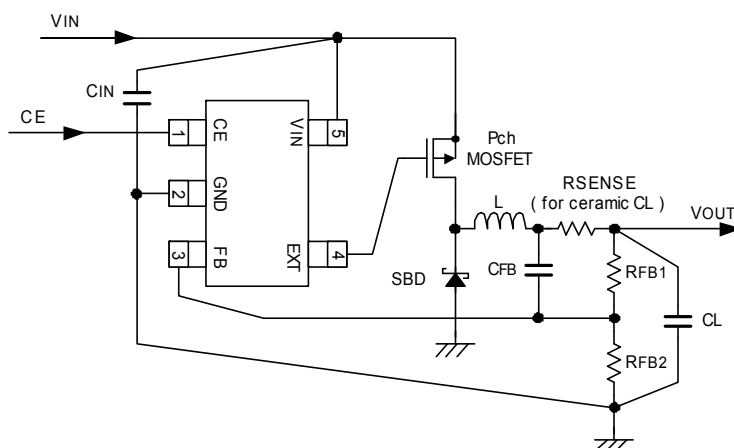 VIN
CIN
CE
1
CE
VIN
5
2
GND
3
FB
EXT
4
Pch
MOSFET
L
RSENSE
( for ceramic CL )
VOUT
SBD
CFB
RFB1
CL
RFB2